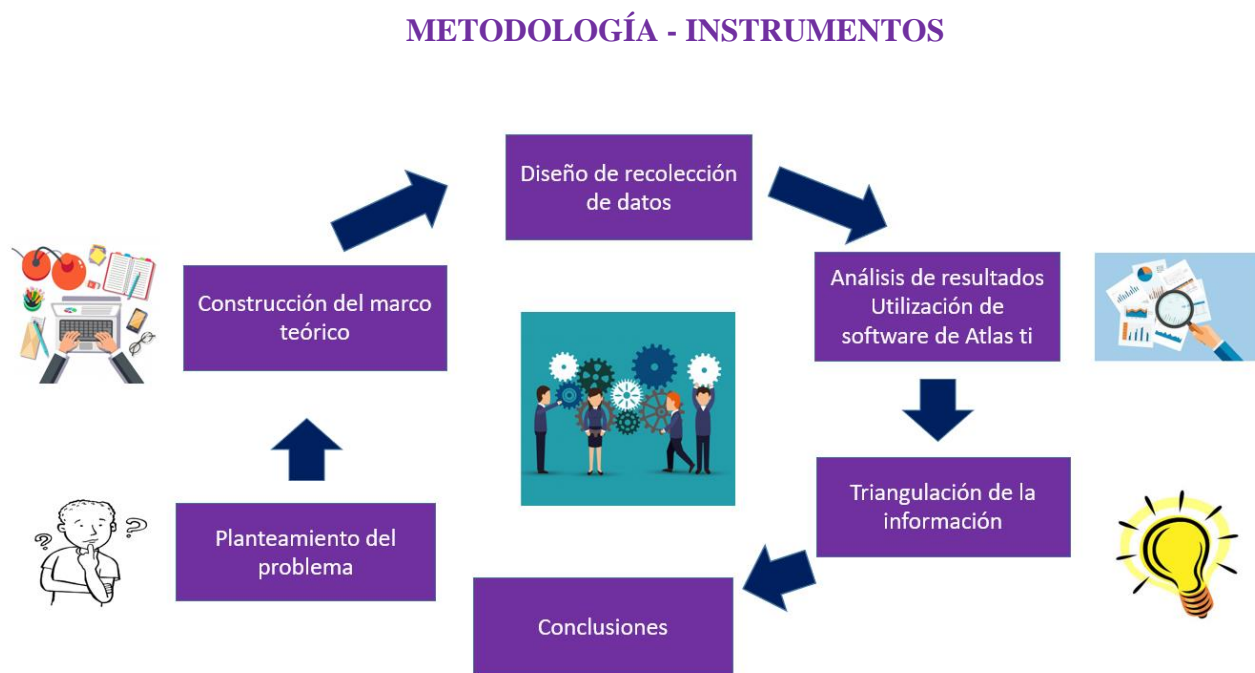 METODOLOGÍA - INSTRUMENTOS
Diseño de recolección
de datos
Construcción del marco
teórico
Análisis de resultados
Utilización de
software de Atlas ti
Planteamiento del
problema
Triangulación de la
información
Conclusiones
? ?